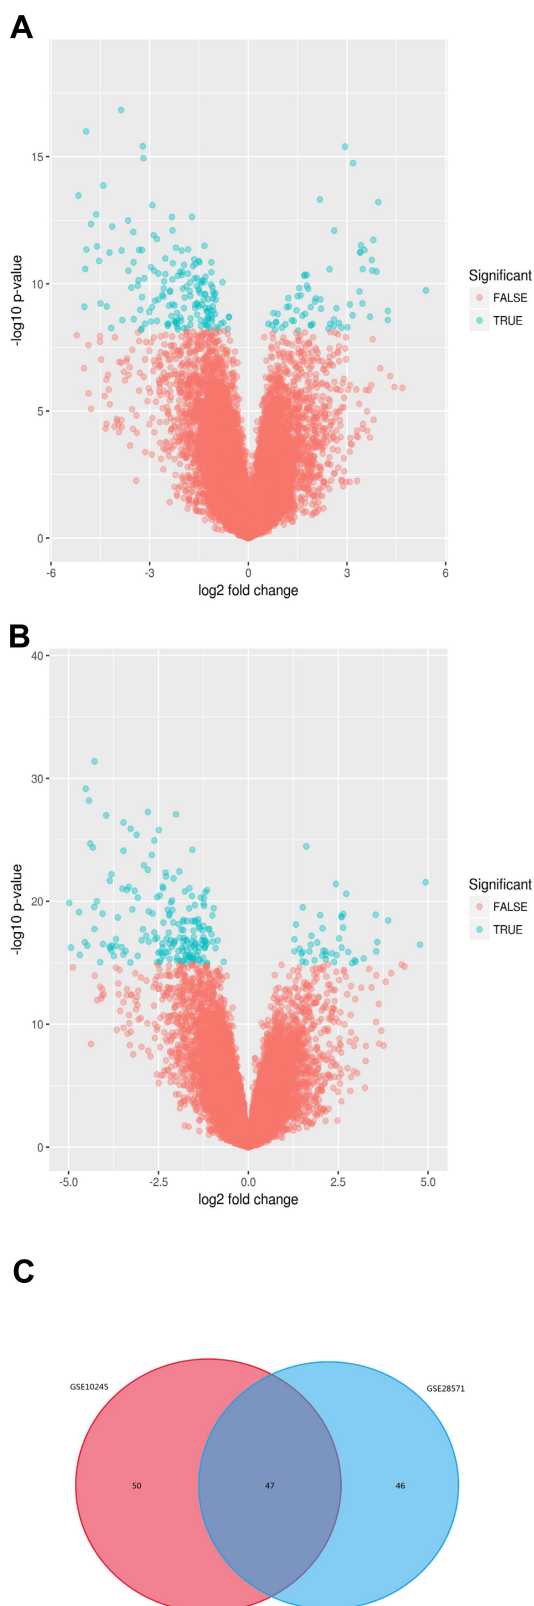 A
-log10 p-value
15
10
5
0
-6 -3 0 3 6
log2 fold change
Significant
FALSE
TRUE
B
-log10 p-value
40
30
20
10
0
-5.0 -2.5 0.0 2.5 5.0
log2 fold change
Significant
FALSE
TRUE
C
GSE10245
GSE28571
50 47 46